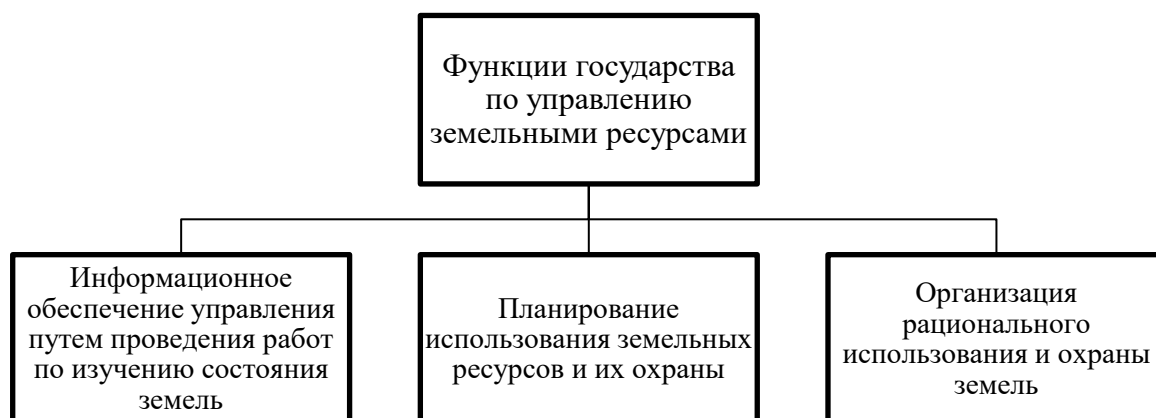 Функции государства
по управлению
земельными ресурсами
Информационное
обеспечение управления
путем проведения работ
по изучению состояния
земель
Планирование
использования земельных
ресурсов и их охраны
Организация
рационального
использования и охраны
земель